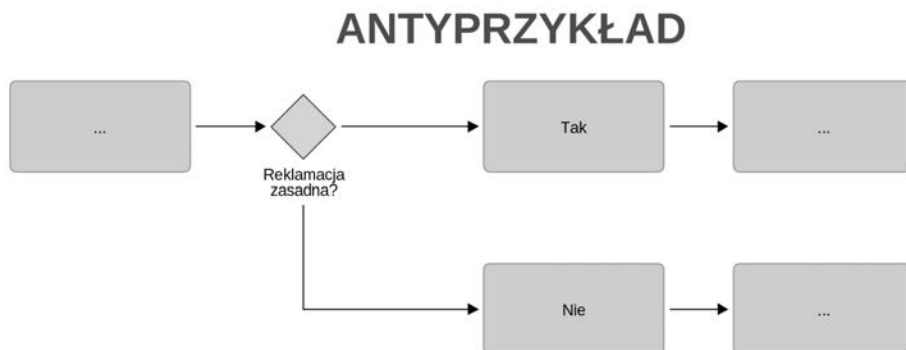 ANTYPRZYKŁAD
...
Tak
...
Reklamacja
zasadna?
Nie
...